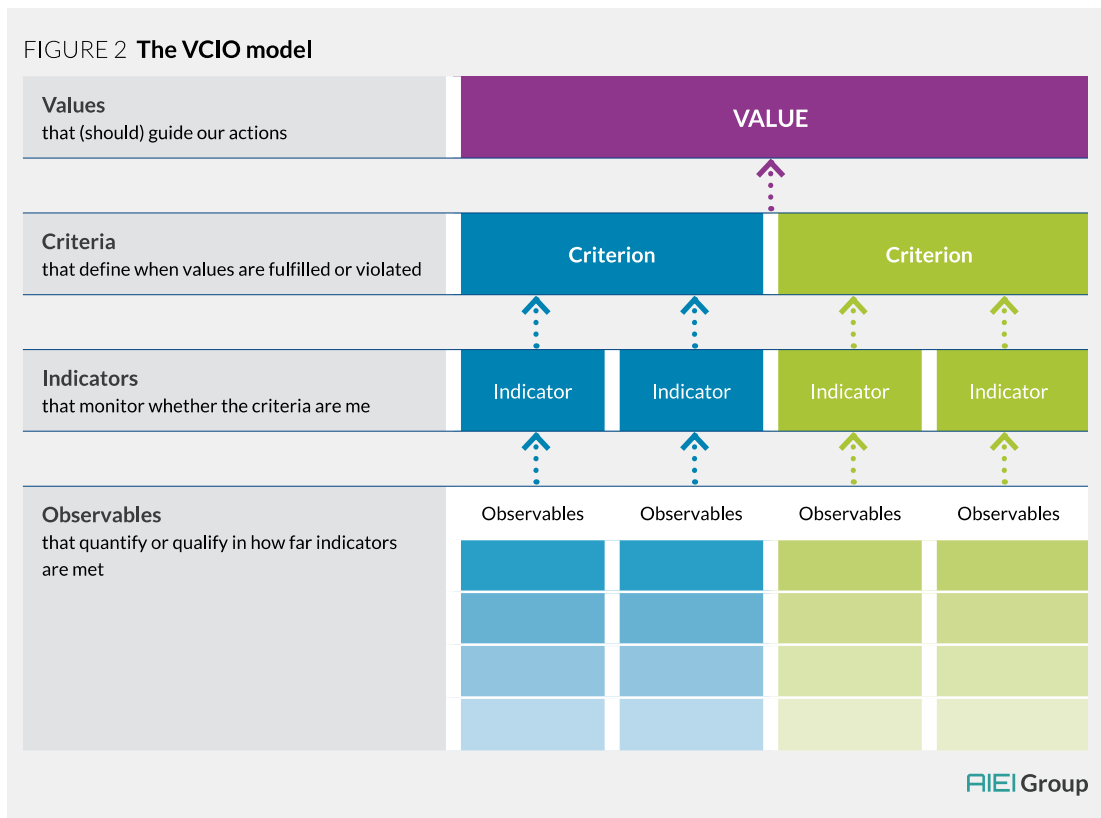 FIGURE 2 The VCIO model
Values
that (should) guide our actions
VALUE
Criteria
that define when values are fulfilled or violated
Criterion
Criterion
Indicators
that monitor whether the criteria are me
Indicator
Indicator
Indicator
Indicator
Observables
that quantify or qualify in how far indicators
are met
Observables
Observables
Observables
Observables
AIEI Group